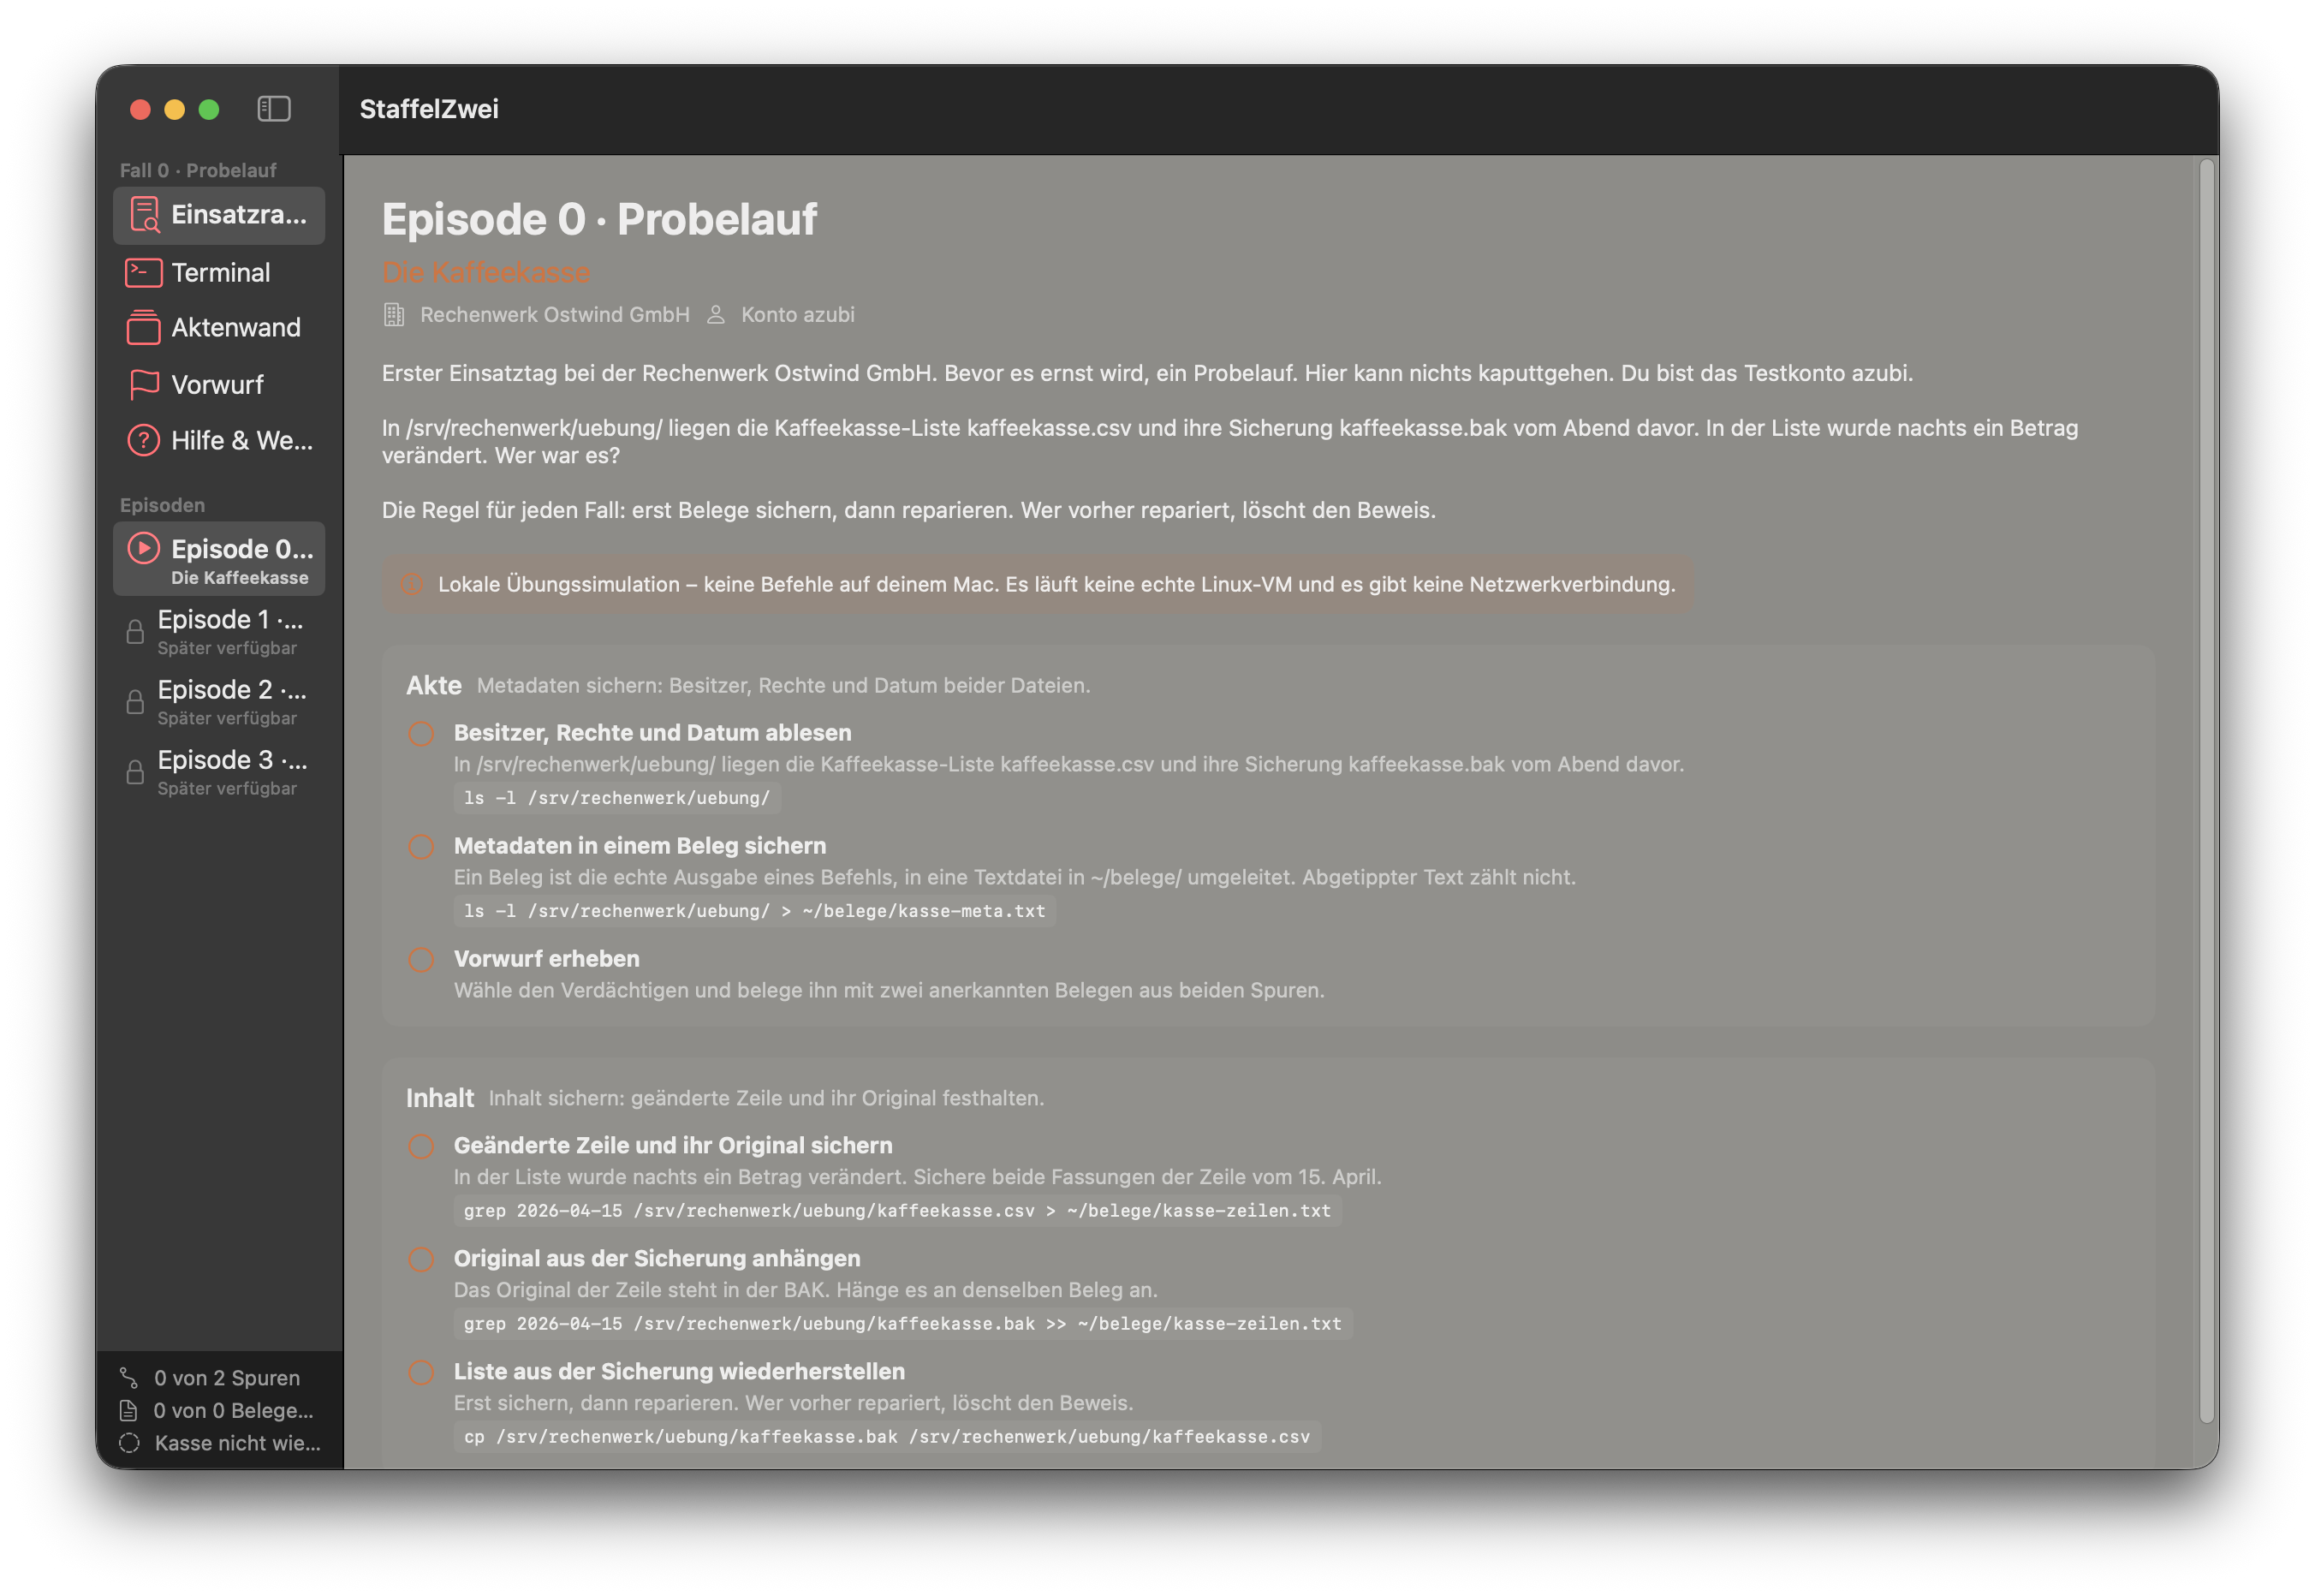 StaffelZwei
Fall 0 · Probelauf
Einsatzra...
Terminal
Aktenwand
Vorwurf
Hilfe & We...
Episoden
Episode 0...
Die Kaffeekasse
Episode 1 ·...
Später verfügbar
Episode 2 ·...
Später verfügbar
Episode 3 ·...
Später verfügbar
0 von 2 Spuren
0 von 0 Belege...
Kasse nicht wie...
Episode 0 · Probelauf
Die Kaffeekasse
Rechenwerk Ostwind GmbH Konto azubi
Erster Einsatztag bei der Rechenwerk Ostwind GmbH. Bevor es ernst wird, ein Probelauf. Hier kann nichts kaputtgehen. Du bist das Testkonto azubi.
In /srv/rechenwerk/uebung/ liegen die Kaffeekasse-Liste kaffeekasse.csv und ihre Sicherung kaffeekasse.bak vom Abend davor. In der Liste wurde nachts ein Betrag
verändert. Wer war es?
Die Regel für jeden Fall: erst Belege sichern, dann reparieren. Wer vorher repariert, löscht den Beweis.
Lokale Übungssimulation – keine Befehle auf deinem Mac. Es läuft keine echte Linux-VM und es gibt keine Netzwerkverbindung.
Akte Metadaten sichern: Besitzer, Rechte und Datum beider Dateien.
Besitzer, Rechte und Datum ablesen
In /srv/rechenwerk/uebung/ liegen die Kaffeekasse-Liste kaffeekasse.csv und ihre Sicherung kaffeekasse.bak vom Abend davor.
ls -l /srv/rechenwerk/uebung/
Metadaten in einem Beleg sichern
Ein Beleg ist die echte Ausgabe eines Befehls, in eine Textdatei in ~/belege/ umgeleitet. Abgetippter Text zählt nicht.
ls -l /srv/rechenwerk/uebung/ > ~/belege/kasse-meta.txt
Vorwurf erheben
Wähle den Verdächtigen und belege ihn mit zwei anerkannten Belegen aus beiden Spuren.
Inhalt Inhalt sichern: geänderte Zeile und ihr Original festhalten.
Geänderte Zeile und ihr Original sichern
In der Liste wurde nachts ein Betrag verändert. Sichere beide Fassungen der Zeile vom 15. April.
grep 2026-04-15 /srv/rechenwerk/uebung/kaffeekasse.csv > ~/belege/kasse-zeilen.txt
Original aus der Sicherung anhängen
Das Original der Zeile steht in der BAK. Hänge es an denselben Beleg an.
grep 2026-04-15 /srv/rechenwerk/uebung/kaffeekasse.bak >> ~/belege/kasse-zeilen.txt
Liste aus der Sicherung wiederherstellen
Erst sichern, dann reparieren. Wer vorher repariert, löscht den Beweis.
cp /srv/rechenwerk/uebung/kaffeekasse.bak /srv/rechenwerk/uebung/kaffeekasse.csv